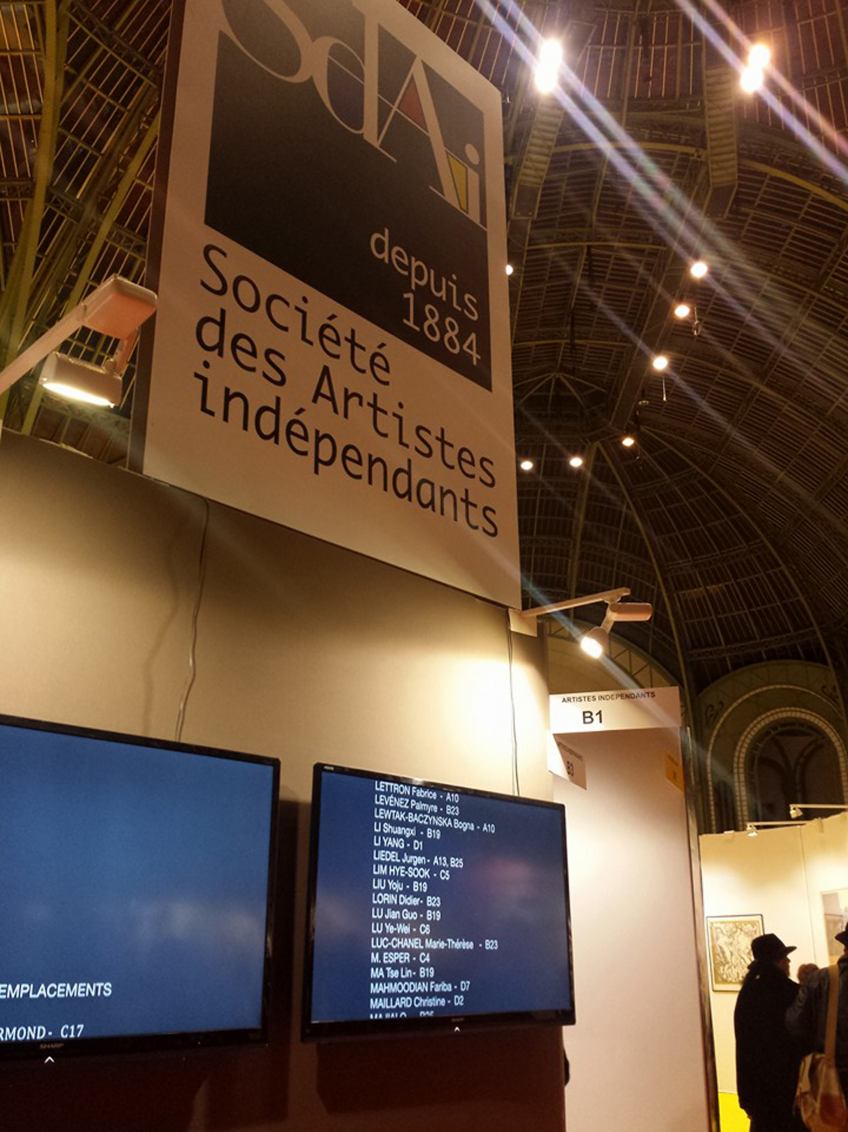 SdAi
depuis
1884
Société
des Artistes
indépendants
ARTISTES INDEPENDANTS
B1
B3
EMPLACEMENTS
RMOND - C17
SHARP
LETTRON Fabrice - A10
LEVÉNEZ Palmyre - B23
LEWTAK-BACZYNSKA Bogna - A10
LI Shuangxi - B19
LI YANG - D1
LIEDEL Jurgen - A13, B25
LIM HYE-SOOK - C5
LIU Yoju - B19
LORIN Didier - B23
LU Jian Guo - B19
LU Ye-Wei - C6
LUC-CHANEL Marie-Thérèse - B23
M. ESPER - C4
MA Tse Lin - B19
MAHMOODIAN Fariba - D7
MAILLARD Christine - D2